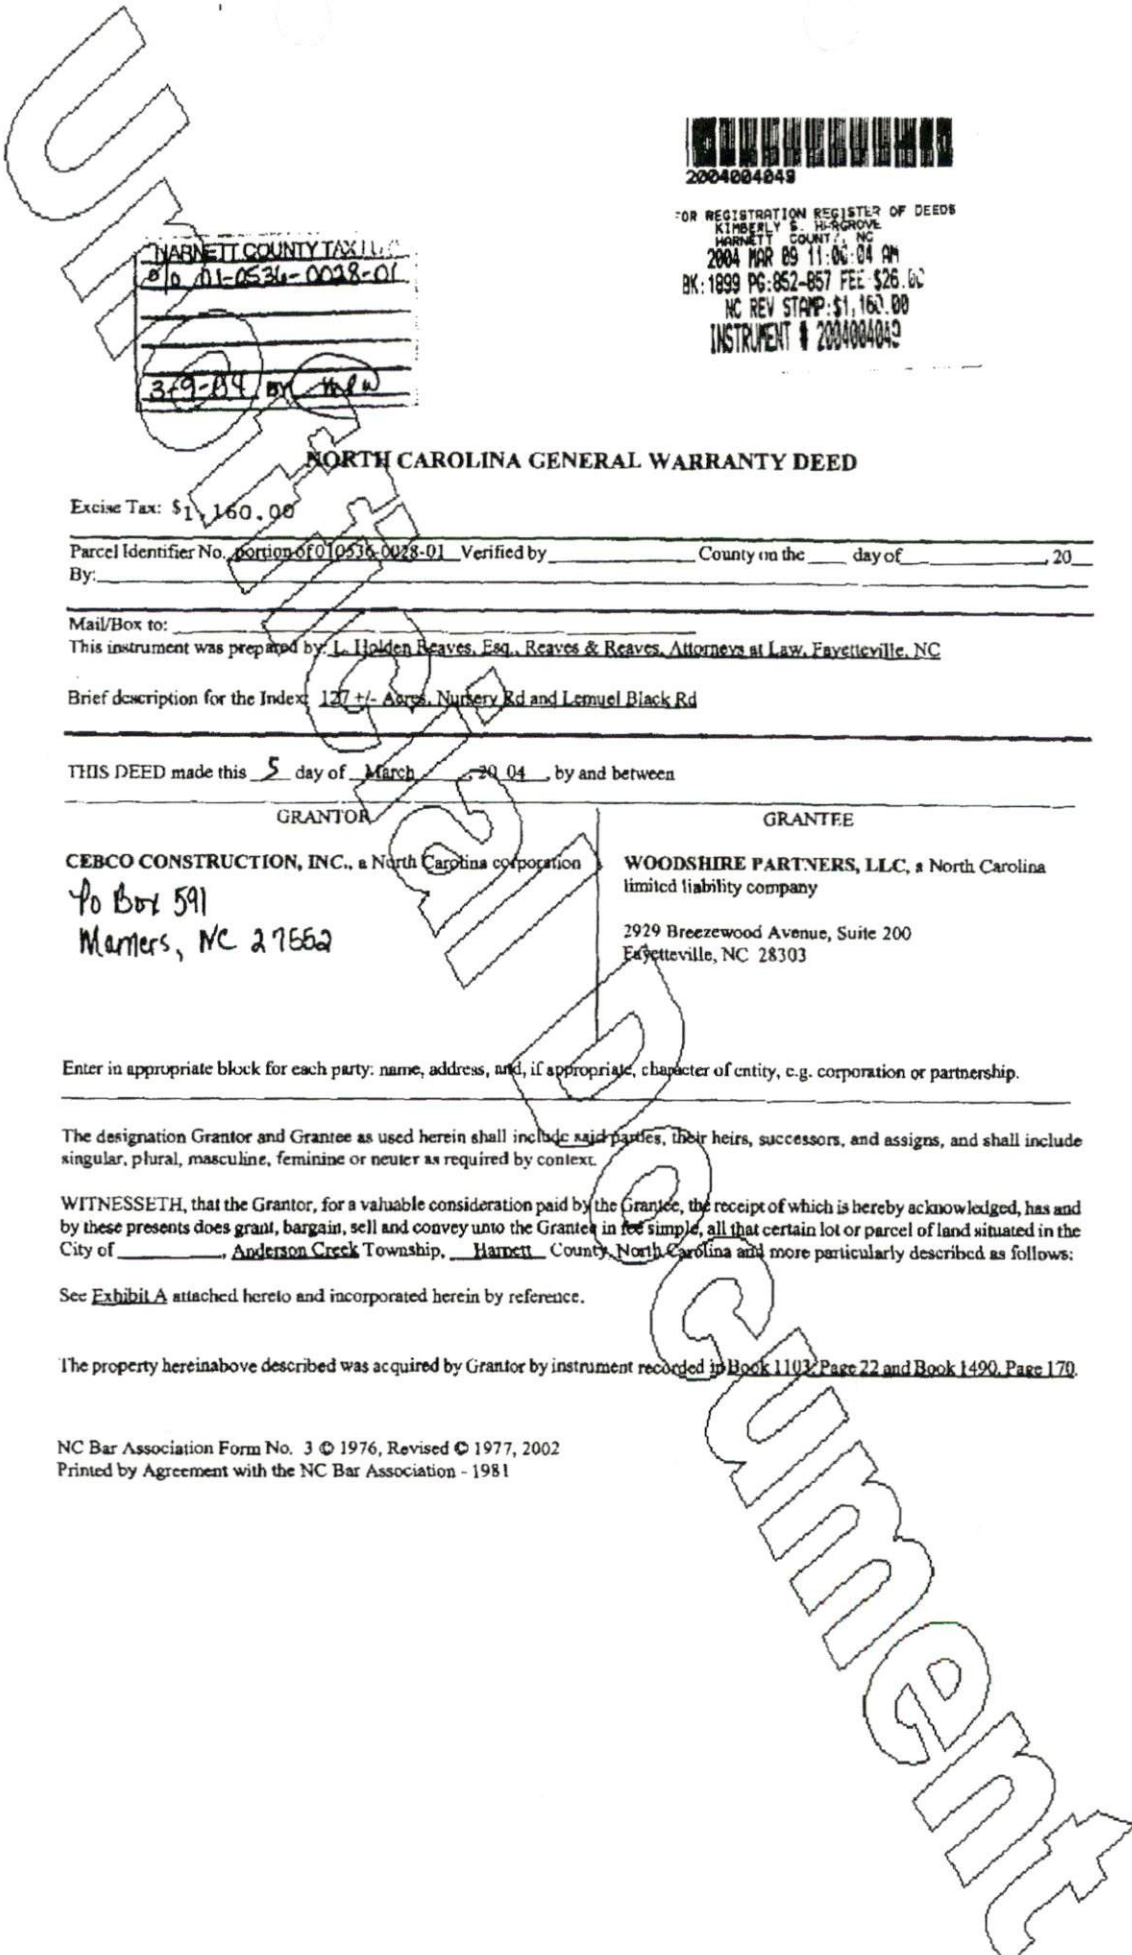 2004004049
FOR REGISTRATION REGISTER OF DEEDS
KIMBERLY S. HARGROVE
HARNETT COUNTY, NC
2004 MAR 09 11:06:04 AM
BK:1899 PG:852-857 FEE:$26.00
NC REV STAMP:$1,160.00
INSTRUMENT # 2004004049
HARNETT COUNTY TAX I.D.#
01-0536-0028-01
3-9-04 BY
NORTH CAROLINA GENERAL WARRANTY DEED
Excise Tax: $1,160.00
Parcel Identifier No. portion of 010536-0028-01 Verified by County on the day of , 20
By:
Mail/Box to:
This instrument was prepared by: L. Holden Reaves, Esq., Reaves & Reaves, Attorneys at Law, Fayetteville, NC
Brief description for the Index: 127 +/- Acres, Nursery Rd and Lemuel Black Rd
THIS DEED made this 5 day of March , 20 04 , by and between
GRANTOR GRANTEE
CEBCO CONSTRUCTION, INC., a North Carolina corporation
PO Box 591
Mamers, NC 27552
WOODSHIRE PARTNERS, LLC, a North Carolina
limited liability company
2929 Breezewood Avenue, Suite 200
Fayetteville, NC 28303
Enter in appropriate block for each party: name, address, and, if appropriate, character of entity, e.g. corporation or partnership.
The designation Grantor and Grantee as used herein shall include said parties, their heirs, successors, and assigns, and shall include
singular, plural, masculine, feminine or neuter as required by context.
WITNESSETH, that the Grantor, for a valuable consideration paid by the Grantee, the receipt of which is hereby acknowledged, has and
by these presents does grant, bargain, sell and convey unto the Grantee in fee simple, all that certain lot or parcel of land situated in the
City of , Anderson Creek Township, Harnett County, North Carolina and more particularly described as follows:
See Exhibit A attached hereto and incorporated herein by reference.
The property hereinabove described was acquired by Grantor by instrument recorded in Book 1103, Page 22 and Book 1490, Page 170.
NC Bar Association Form No. 3 © 1976, Revised © 1977, 2002
Printed by Agreement with the NC Bar Association - 1981
Unofficial Document